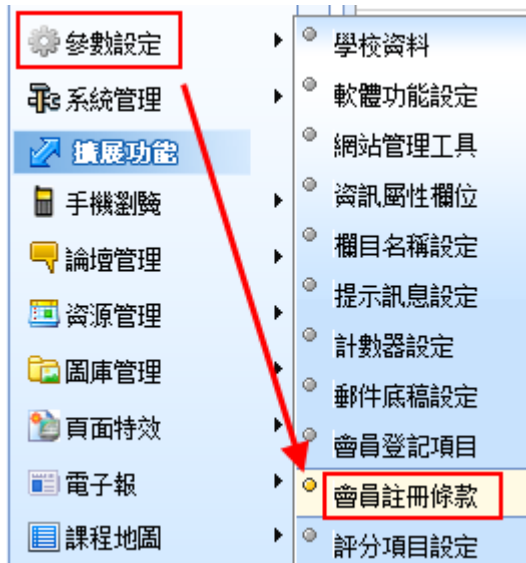 參數設定
系統管理
擴展功能
手機瀏覽
論壇管理
資源管理
圖庫管理
頁面特效
電子報
課程地圖
學校資料
軟體功能設定
網站管理工具
資訊屬性欄位
欄目名稱設定
提示訊息設定
計數器設定
郵件底稿設定
會員登記項目
會員註冊條款
評分項目設定